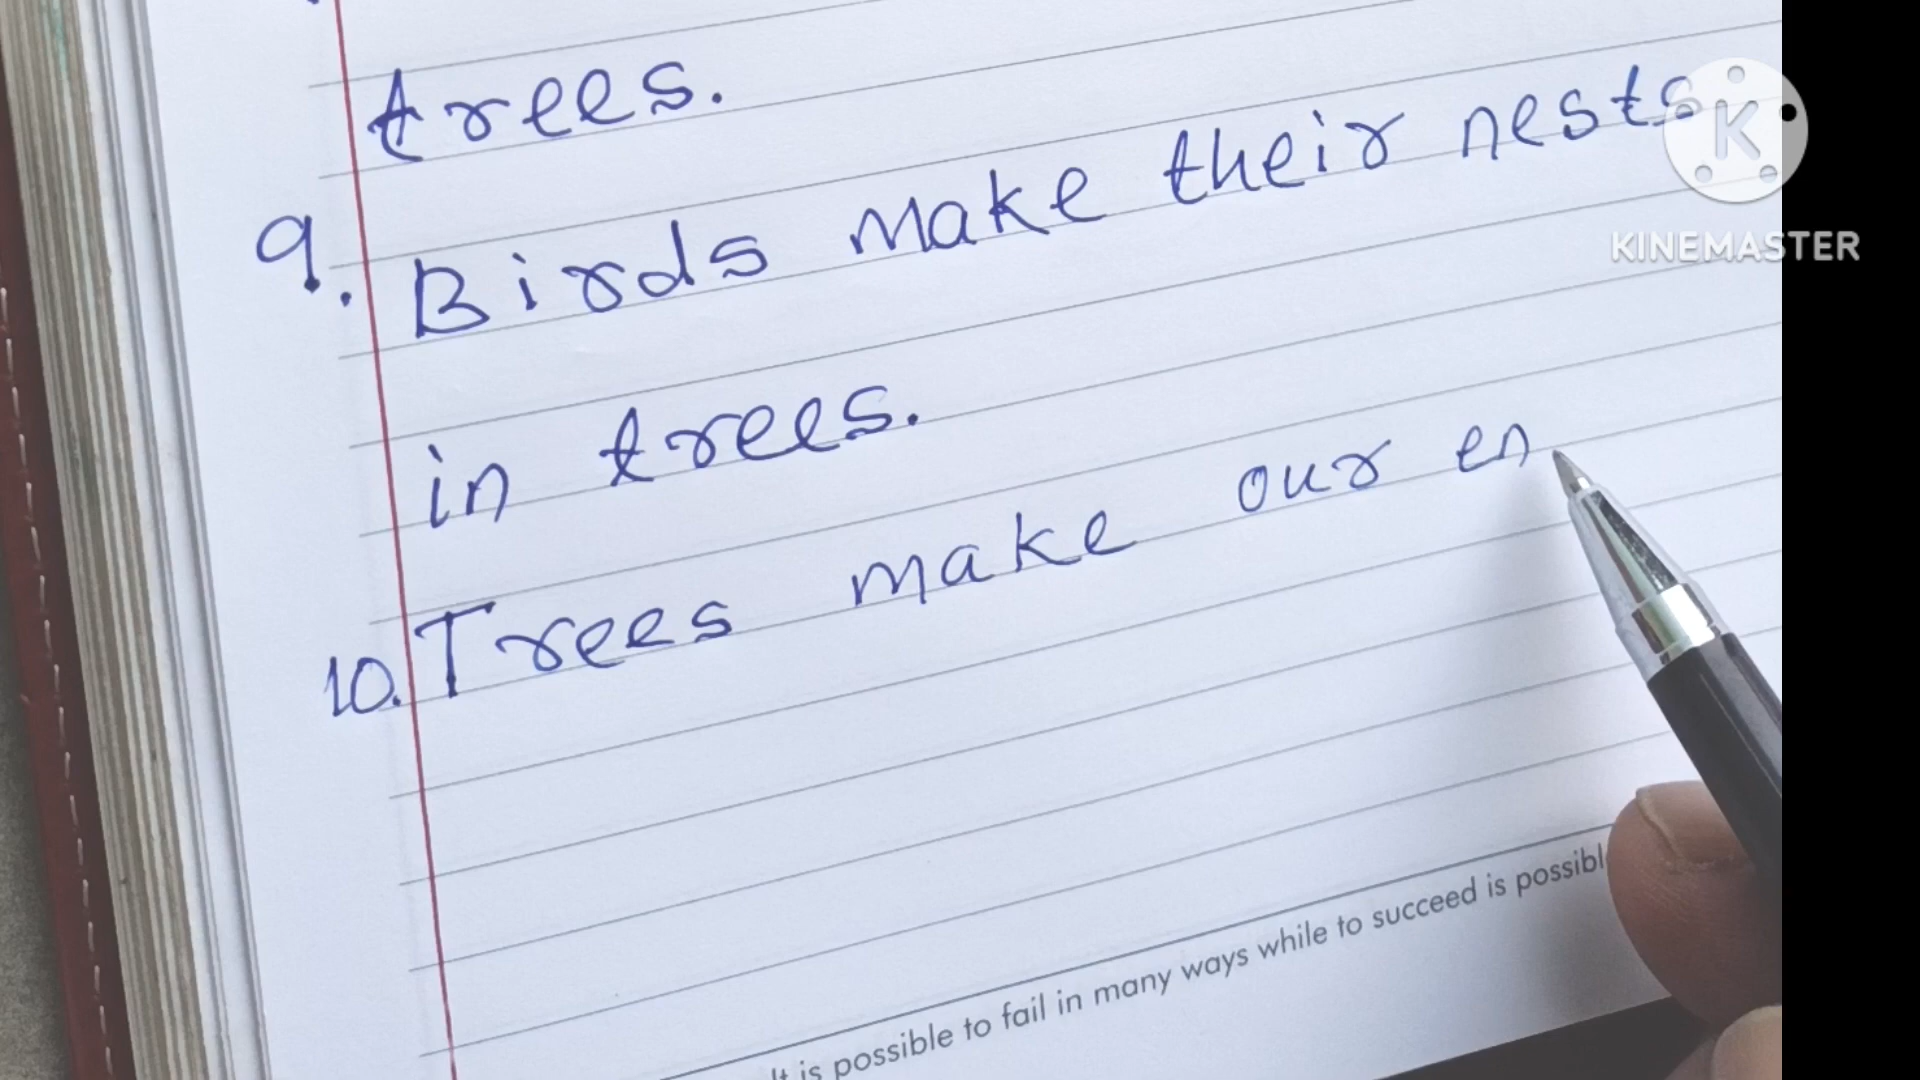 trees.
9. Birds make their nests
in trees.
10. Trees make our en
It is possible to fail in many ways while to succeed is possibl
K
KINEMASTER